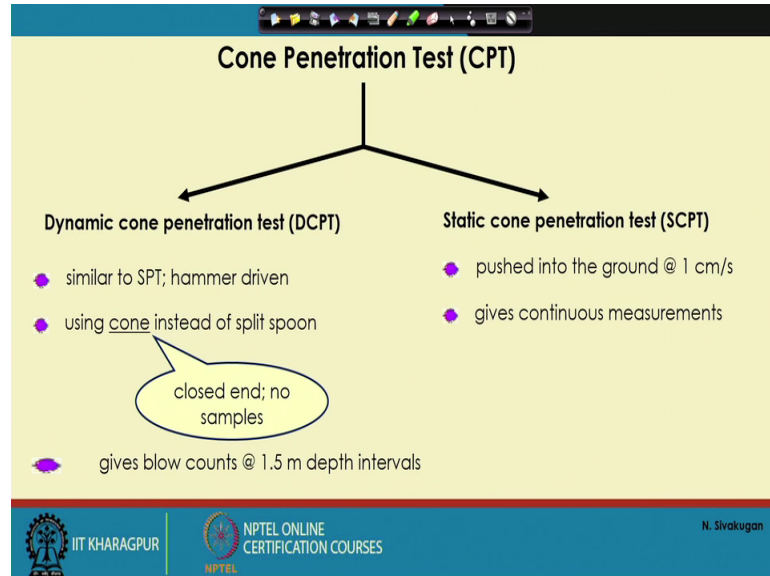 Cone Penetration Test (CPT)
Dynamic cone penetration test (DCPT)
similar to SPT; hammer driven
using cone instead of split spoon
closed end; no
samples
gives blow counts @ 1.5 m depth intervals
Static cone penetration test (SCPT)
pushed into the ground @ 1 cm/s
gives continuous measurements
N. Sivakugan
IIT KHARAGPUR
NPTEL
NPTEL ONLINE
CERTIFICATION COURSES